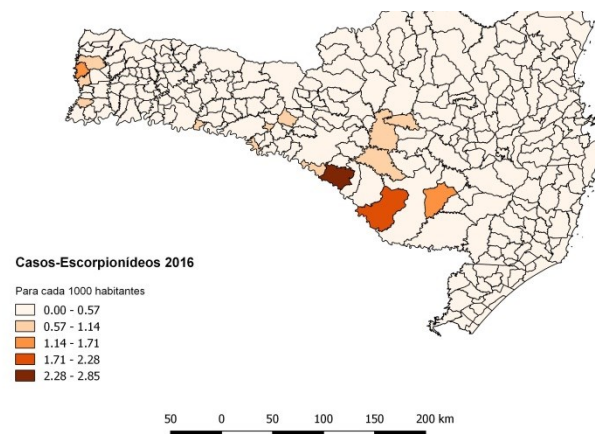 Casos-Escorpionídeos 2016
Para cada 1000 habitantes
0.00 - 0.57
0.57 - 1.14
1.14 - 1.71
1.71 - 2.28
2.28 - 2.85
50 0 50 100 150 200 km